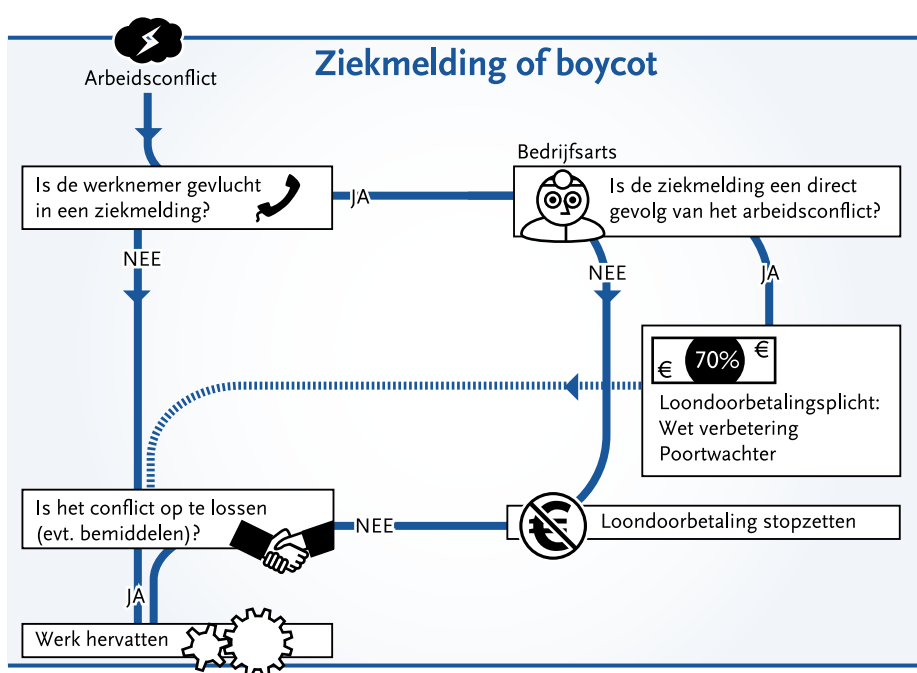 Ziekmelding of boycot
Arbeidsconflict
Is de werknemer gevlucht
in een ziekmelding?
JA
Bedrijfsarts
Is de ziekmelding een direct
gevolg van het arbeidsconflict?
NEE
NEE
JA
€ 70% €
Loondoorbetalingsplicht:
Wet verbetering
Poortwachter
Is het conflict op te lossen
(evt. bemiddelen)?
NEE
€
Loondoorbetaling stopzetten
JA
Werk hervatten